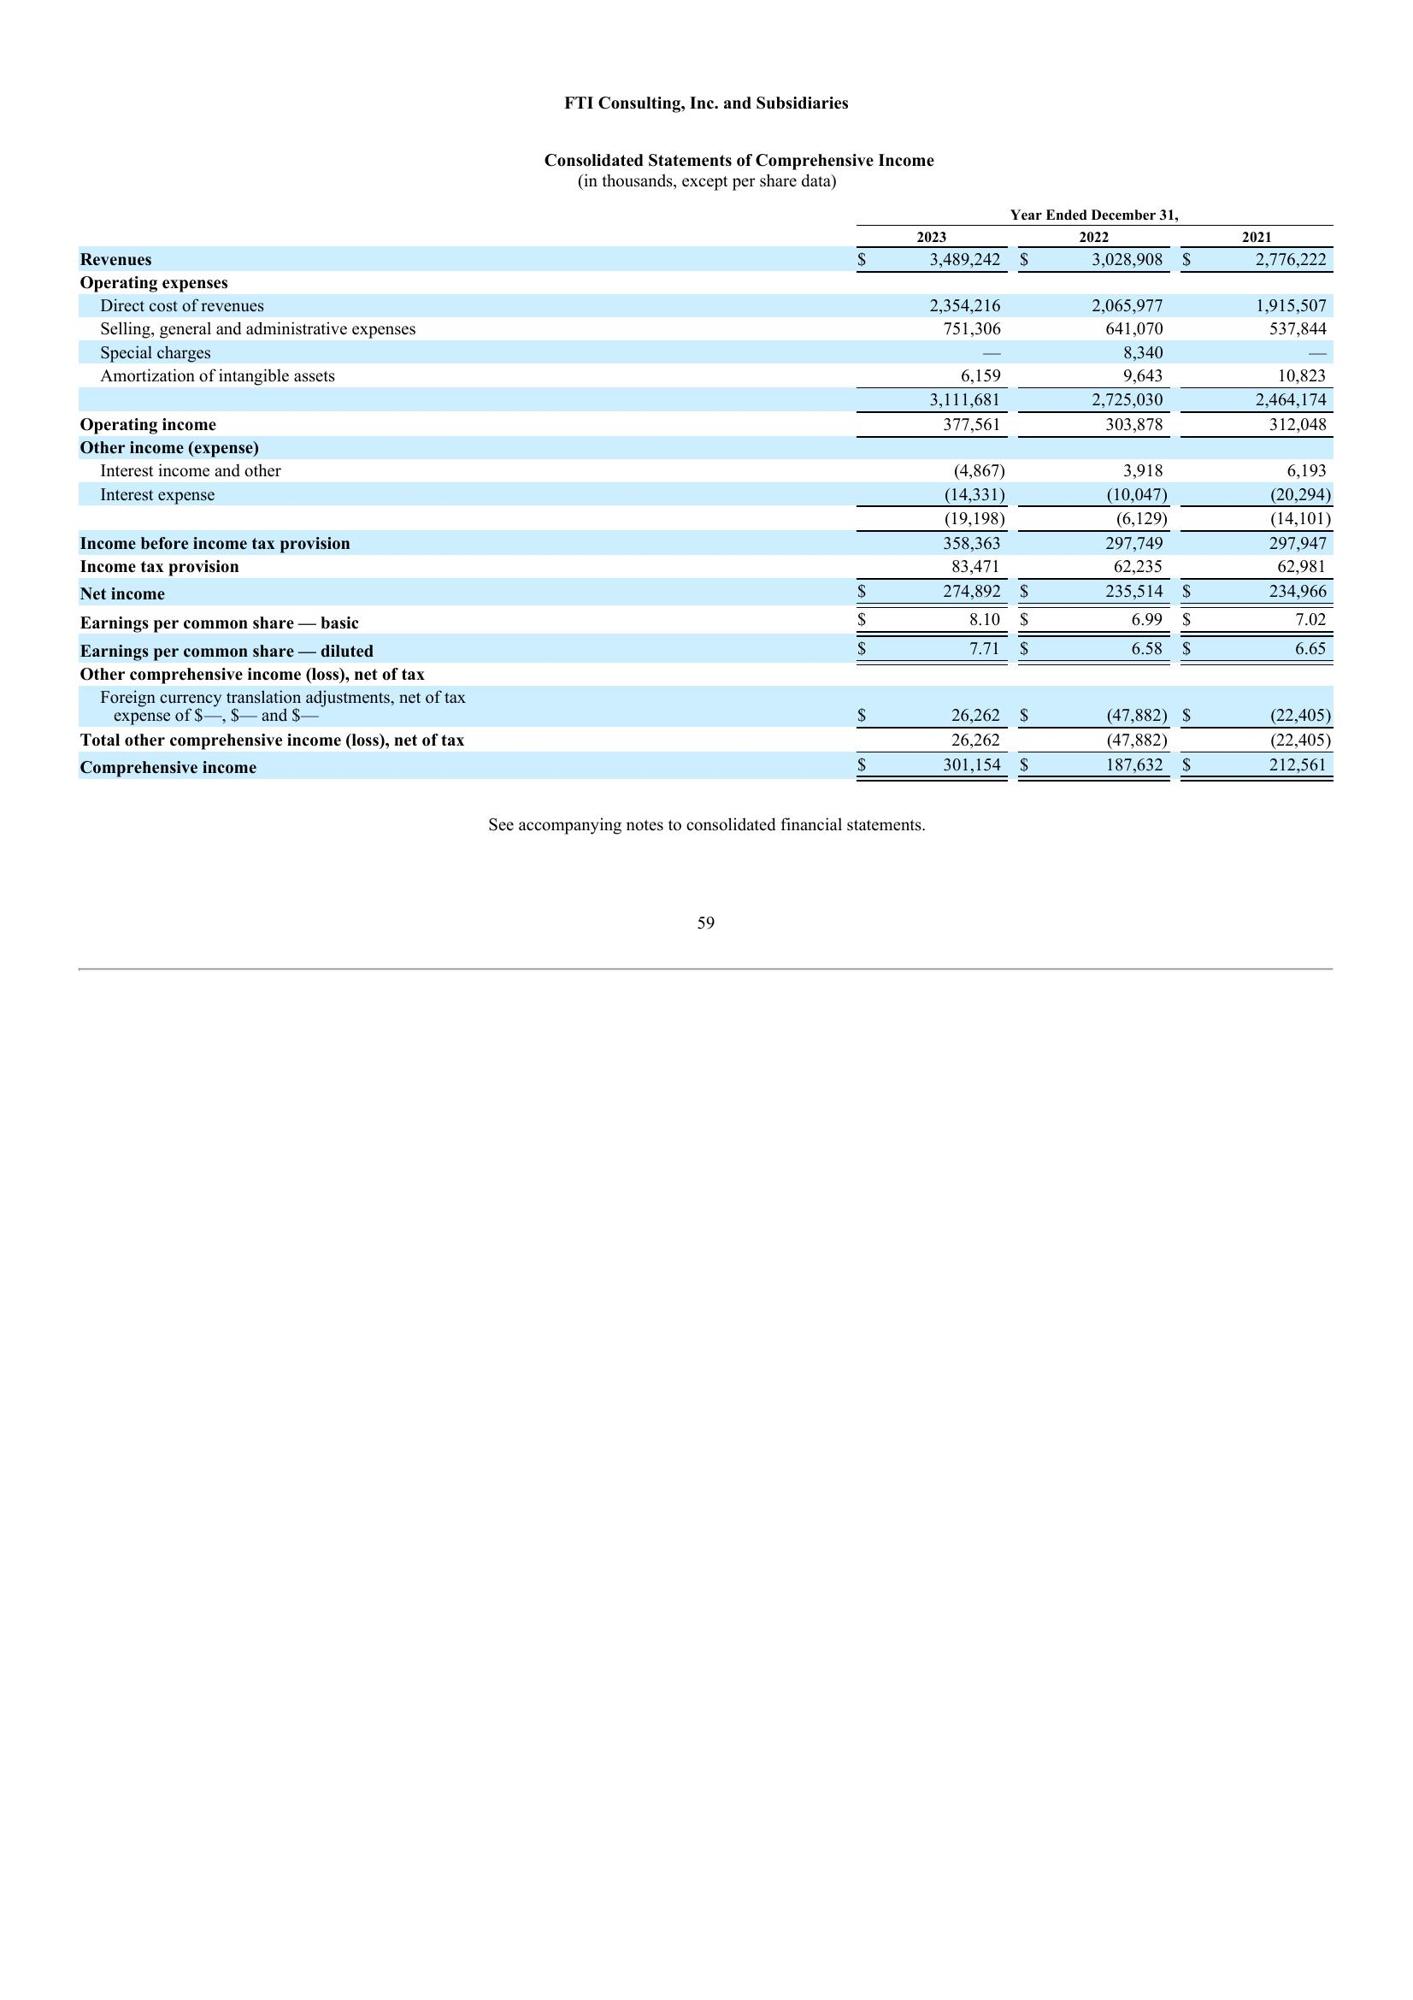 FTI Consulting, Inc. and Subsidiaries
Consolidated Statements of Comprehensive Income
(in thousands, except per share data)
Year Ended December 31,
2023 2022 2021
Revenues $ 3,489,242 $ 3,028,908 $ 2,776,222
Operating expenses
Direct cost of revenues 2,354,216 2,065,977 1,915,507
Selling, general and administrative expenses 751,306 641,070 537,844
Special charges — 8,340 —
Amortization of intangible assets 6,159 9,643 10,823
3,111,681 2,725,030 2,464,174
Operating income 377,561 303,878 312,048
Other income (expense)
Interest income and other (4,867) 3,918 6,193
Interest expense (14,331) (10,047) (20,294)
(19,198) (6,129) (14,101)
Income before income tax provision 358,363 297,749 297,947
Income tax provision 83,471 62,235 62,981
Net income $ 274,892 $ 235,514 $ 234,966
Earnings per common share — basic $ 8.10 $ 6.99 $ 7.02
Earnings per common share — diluted $ 7.71 $ 6.58 $ 6.65
Other comprehensive income (loss), net of tax
Foreign currency translation adjustments, net of tax
expense of $—, $— and $— $ 26,262 $ (47,882) $ (22,405)
Total other comprehensive income (loss), net of tax 26,262 (47,882) (22,405)
Comprehensive income $ 301,154 $ 187,632 $ 212,561
See accompanying notes to consolidated financial statements.
59